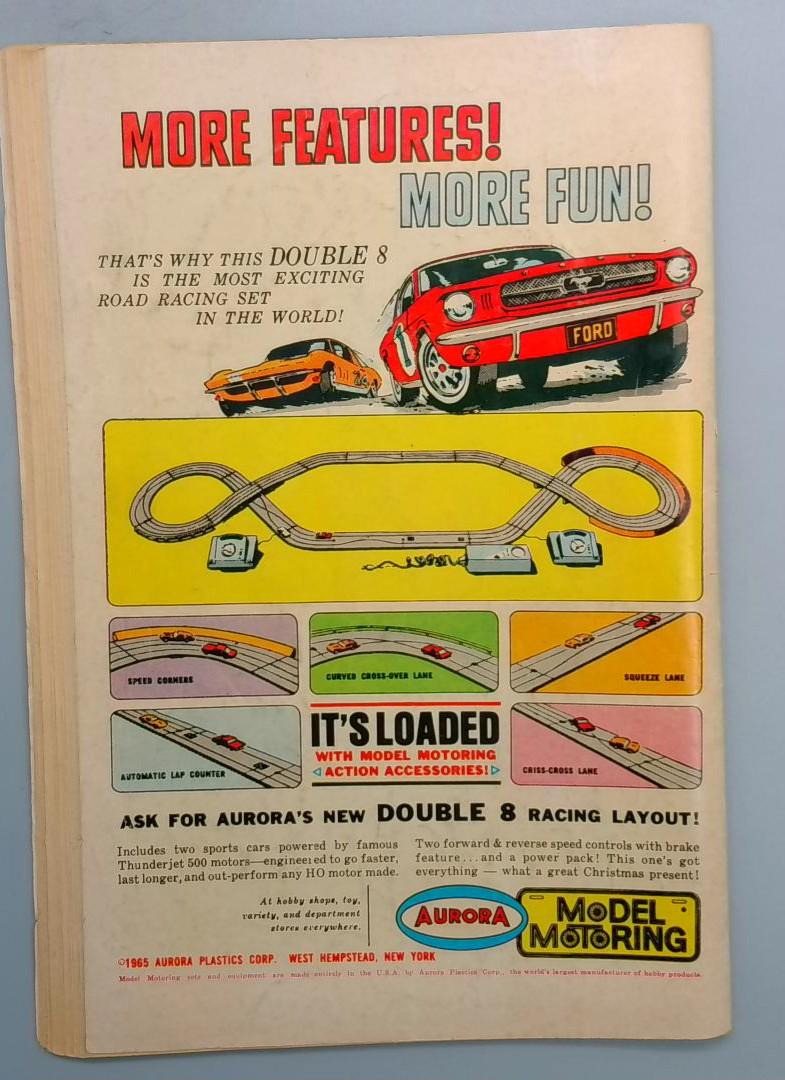 MORE FEATURES!
MORE FUN!
THAT'S WHY THIS DOUBLE 8
IS THE MOST EXCITING
ROAD RACING SET
IN THE WORLD!
1
FORD
SPEED CORNERS
CURVED CROSS-OVER LANE
SQUEEZE LANE
AUTOMATIC LAP COUNTER
IT'S LOADED
WITH MODEL MOTORING
ACTION ACCESSORIES!
CRISS-CROSS LANE
ASK FOR AURORA'S NEW DOUBLE 8 RACING LAYOUT!
Includes two sports cars powered by famous
Thunderjet 500 motors—engineered to go faster,
last longer, and out-perform any HO motor made.
Two forward & reverse speed controls with brake
feature...and a power pack! This one's got
everything — what a great Christmas present!
At hobby shops, toy,
variety, and department
stores everywhere.
AURORA
MODEL
MOTORING
©1965 AURORA PLASTICS CORP. WEST HEMPSTEAD, NEW YORK
Model Motoring sets and equipment are made entirely in the U.S.A. by Aurora Plastics Corp., the world's largest manufacturer of hobby products.